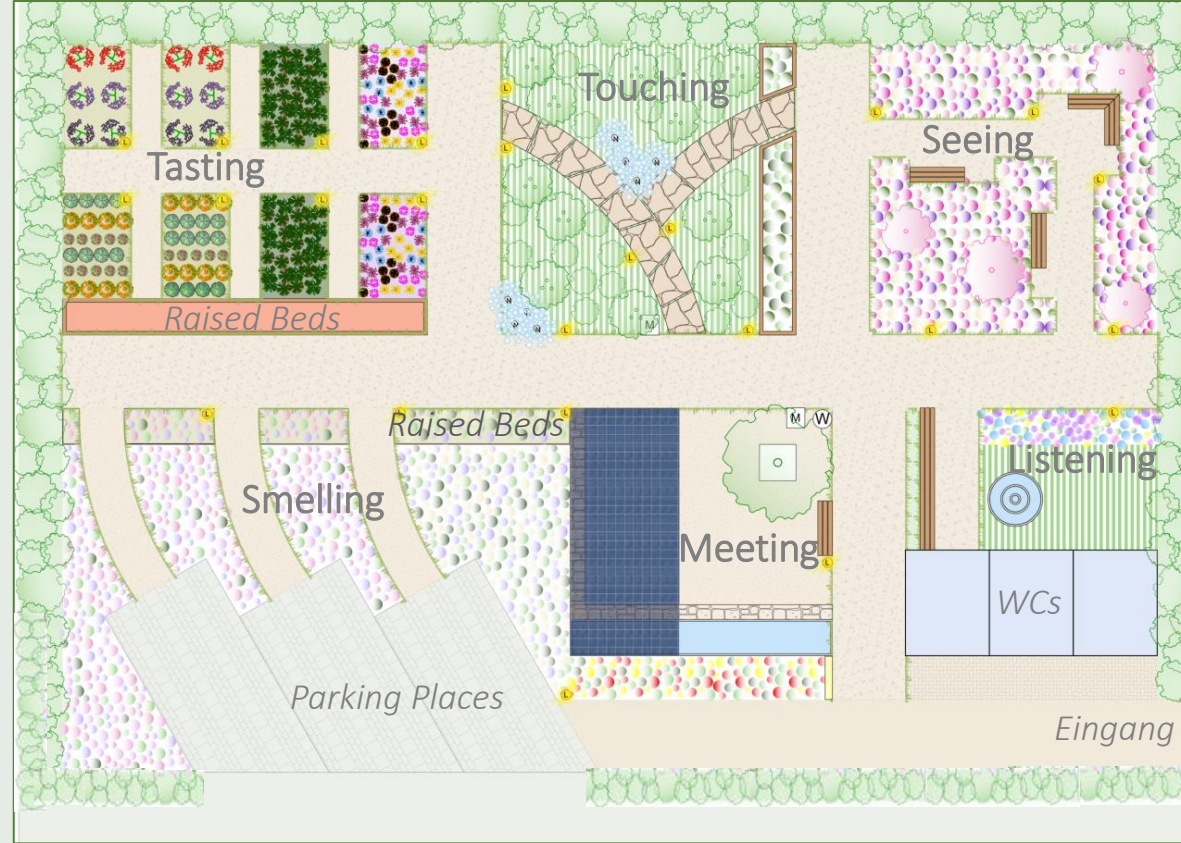 Touching
Seeing
Tasting
Raised Beds
Raised Beds
M
M
W
Listening
Smelling
Meeting
WCs
Parking Places
Eingang